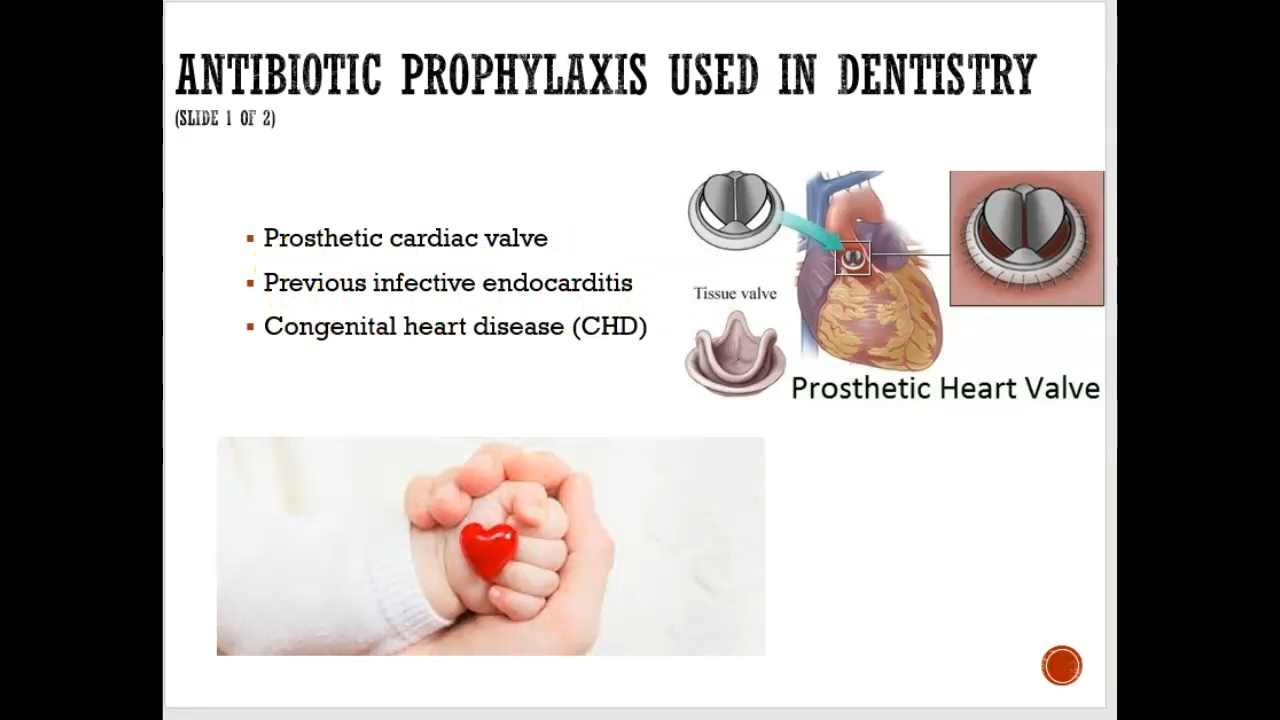 ANTIBIOTIC PROPHYLAXIS USED IN DENTISTRY
(SLIDE 1 OF 2)
▪ Prosthetic cardiac valve
▪ Previous infective endocarditis
▪ Congenital heart disease (CHD)
Tissue valve
Prosthetic Heart Valve